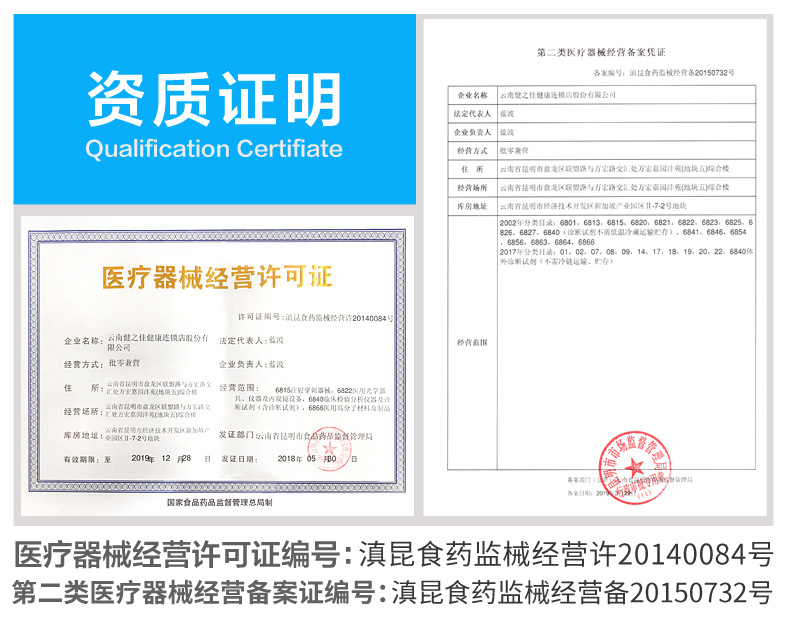 资质证明
Qualification Certifiate
医疗器械经营许可证
许可证编号:滇昆食药监械经营许20140084号
企业名称:云南健之佳健康连锁店股份有
限公司
法定代表人:蓝波
经营方式:批零兼营
企业负责人:蓝波
住 所:云南省昆明市盘龙区联盟路与万宏路交
汇处万宏嘉园沣苑(地块五)综合楼
经营范围:6815注射穿刺器械,6822医用光学器
具、仪器及内窥镜设备、6840临床检验分析仪器及诊
断试剂(含诊断试剂)、6866医用高分子材料及制品
经营场所:云南省昆明市盘龙区联盟路与万宏路交
汇处万宏嘉园沣苑(地块五)综合楼
库房地址:云南省昆明市经济技术开发区新加坡产
业园区Ⅱ-7-2号地块
发证部门:云南省昆明市食品药品监督管理局
有效期限:至 2019年 12 月28 日
发证日期: 2018年 05 月30 日
国家食品药品监督管理总局制
第二类医疗器械经营备案凭证
备案编号:滇昆食药监械经营备20150732号
企业名称 云南健之佳健康连锁店股份有限公司
法定代表人 蓝波
企业负责人 蓝波
经营方式 批零兼营
住 所 云南省昆明市盘龙区联盟路与万宏路交汇处万宏嘉园沣苑(地块五)综合楼
经营场所 云南省昆明市盘龙区联盟路与万宏路交汇处万宏嘉园沣苑(地块五)综合楼
库房地址 云南省昆明市经济技术开发区新加坡产业园区Ⅱ-7-2号地块
经营范围
2002年分类目录:6801,6813,6815,6820,6821,6822,6823,6825,6
826,6827,6840(诊断试剂不需低温冷藏运输贮存),6841,6846,6854
,6856,6863,6864,6866
2017年分类目录:01,02,07,08,09,14,17,18,19,20,22,6840体
外诊断试剂(不需冷链运输、贮存)
昆明市市场监督管理局
备案日期:2019
医疗器械经营许可证编号:滇昆食药监械经营许20140084号
第二类医疗器械经营备案证编号:滇昆食药监械经营备20150732号